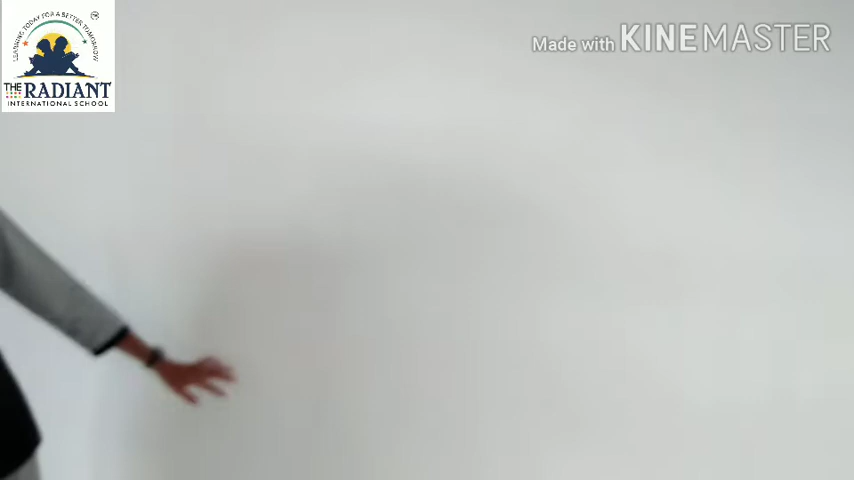 LEARNING TODAY FOR A BETTER TOMORROW
THE RADIANT
INTERNATIONAL SCHOOL
Made with KINEMASTER